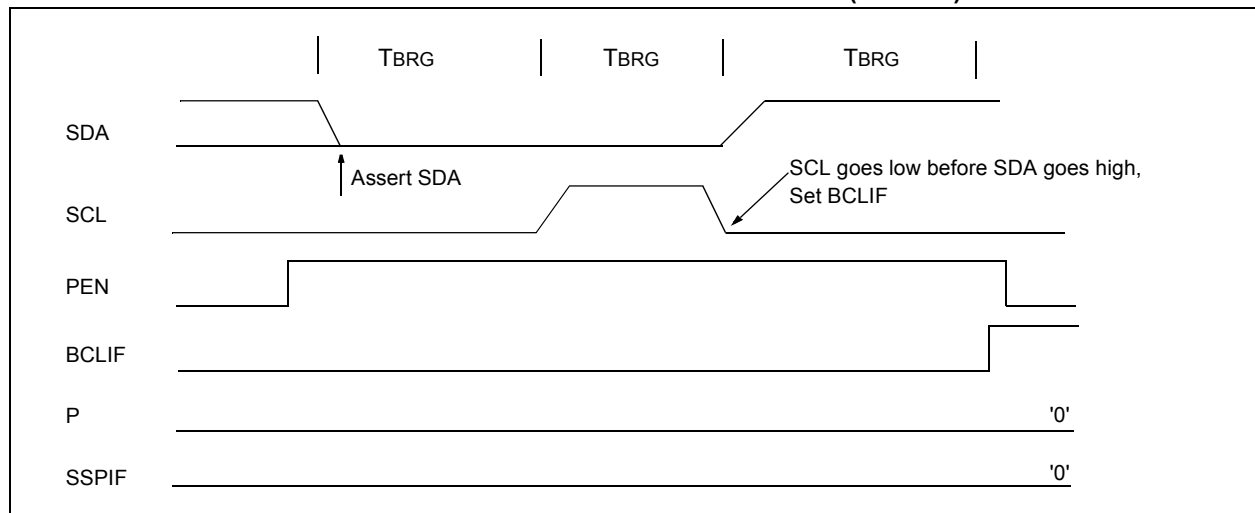 TBRG TBRG TBRG
SDA
Assert SDA
SCL goes low before SDA goes high,
Set BCLIF
SCL
PEN
BCLIF
P '0'
SSPIF '0'